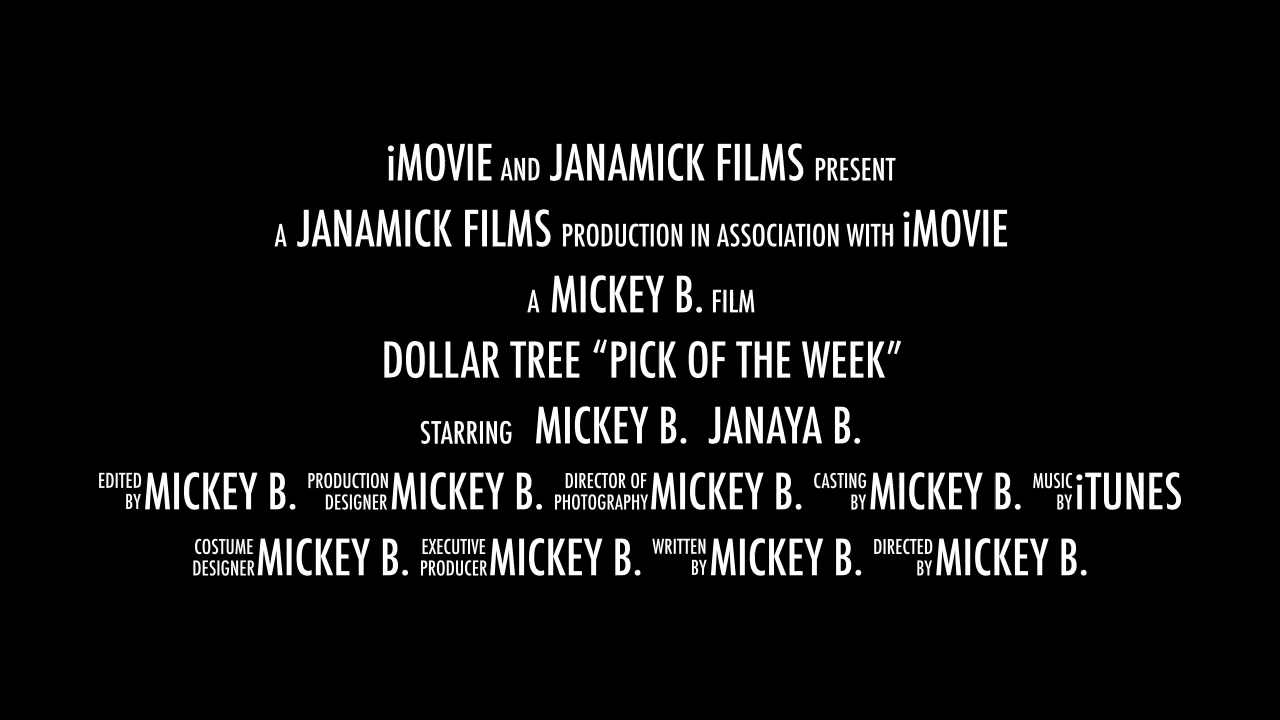 iMOVIE AND JANAMICK FILMS PRESENT
A JANAMICK FILMS PRODUCTION IN ASSOCIATION WITH iMOVIE
A MICKEY B. FILM
DOLLAR TREE “PICK OF THE WEEK”
STARRING MICKEY B. JANAYA B.
EDITED BY MICKEY B. PRODUCTION DESIGNER MICKEY B. DIRECTOR OF PHOTOGRAPHY MICKEY B. CASTING BY MICKEY B. MUSIC BY iTUNES
COSTUME DESIGNER MICKEY B. EXECUTIVE PRODUCER MICKEY B. WRITTEN BY MICKEY B. DIRECTED BY MICKEY B.